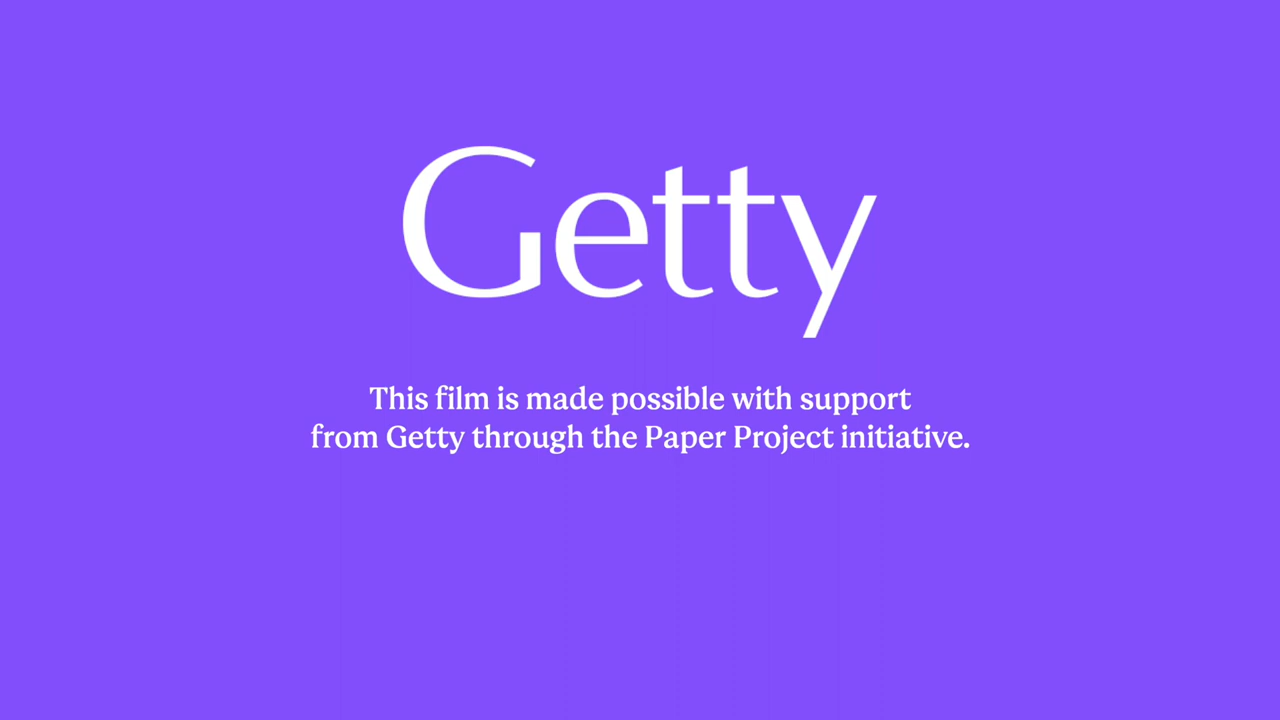 Getty
This film is made possible with support
from Getty through the Paper Project initiative.